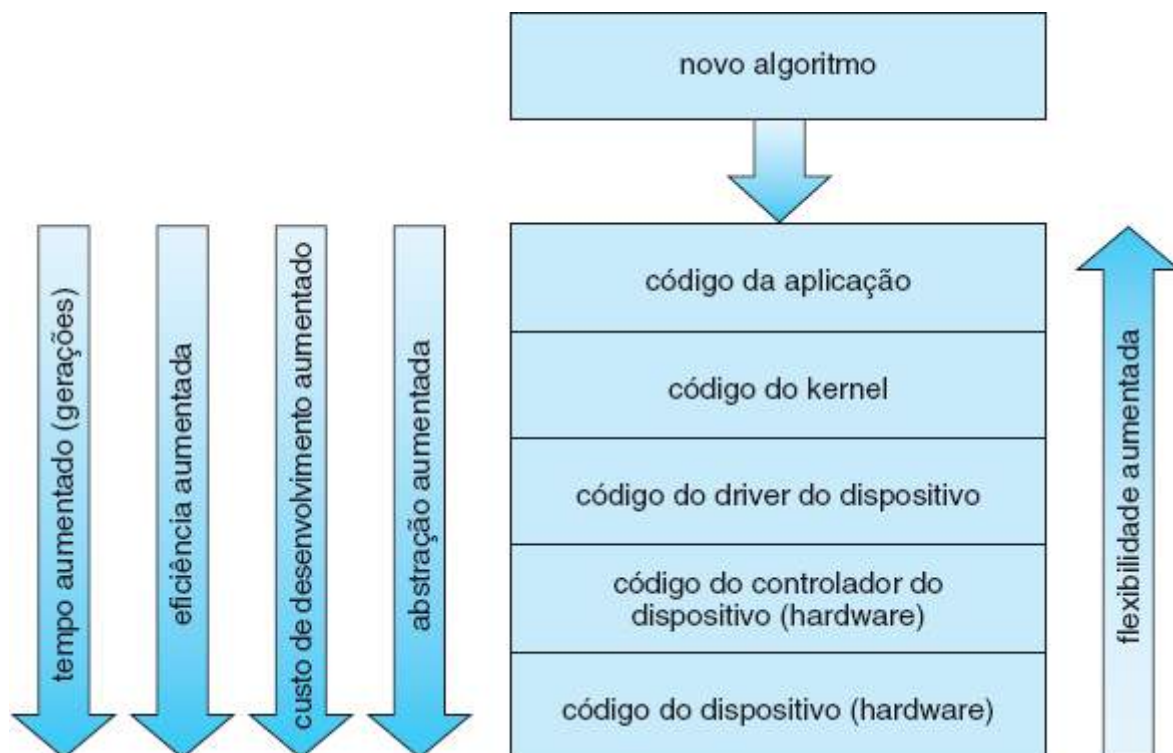 novo algoritmo
tempo aumentado (gerações)
eficiência aumentada
custo de desenvolvimento aumentado
abstração aumentada
código da aplicação
código do kernel
código do driver do dispositivo
código do controlador do
dispositivo (hardware)
código do dispositivo (hardware)
flexibilidade aumentada